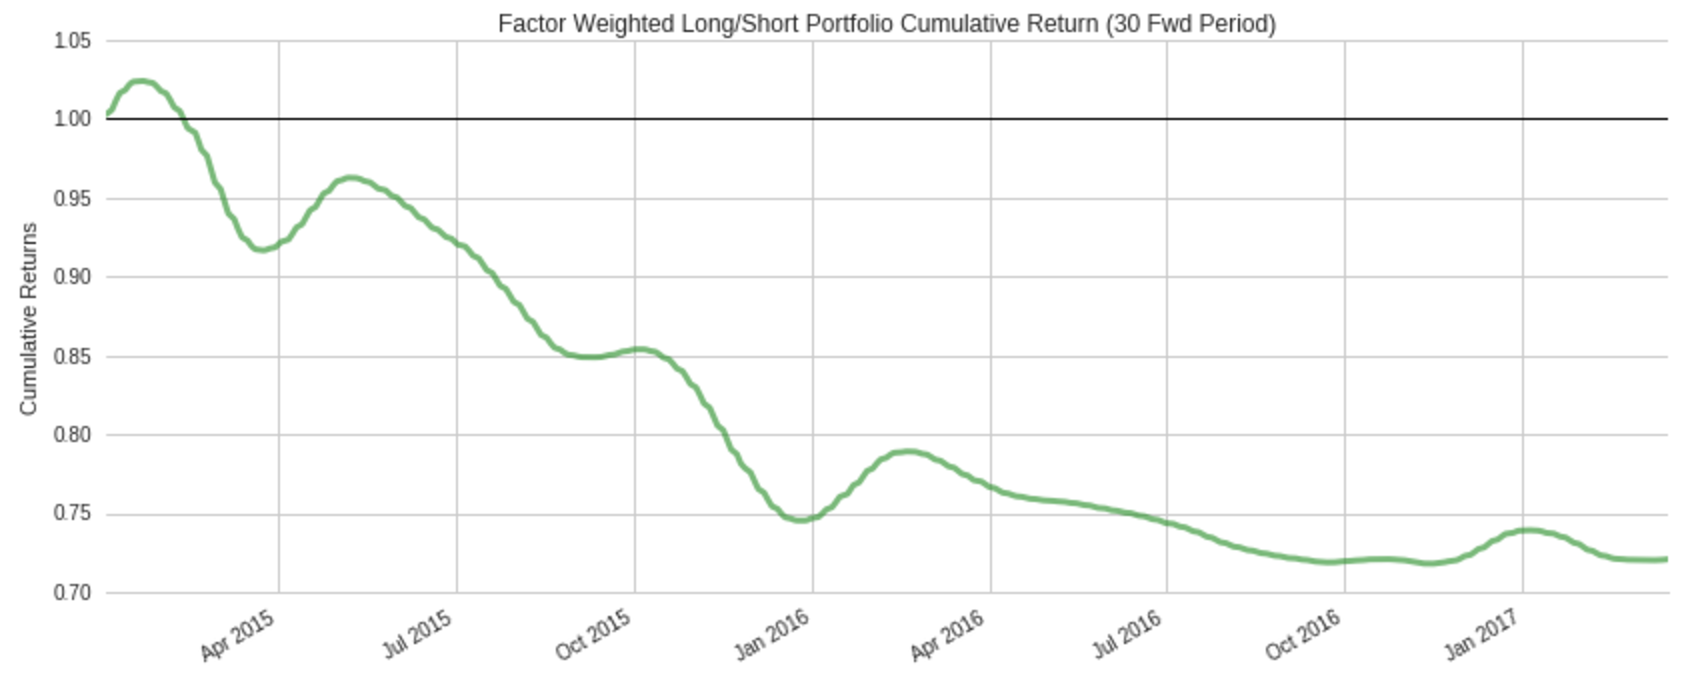 Factor Weighted Long/Short Portfolio Cumulative Return (30 Fwd Period)
Cumulative Returns
1.05
1.00
0.95
0.90
0.85
0.80
0.75
0.70
Apr 2015
Jul 2015
Oct 2015
Jan 2016
Apr 2016
Jul 2016
Oct 2016
Jan 2017